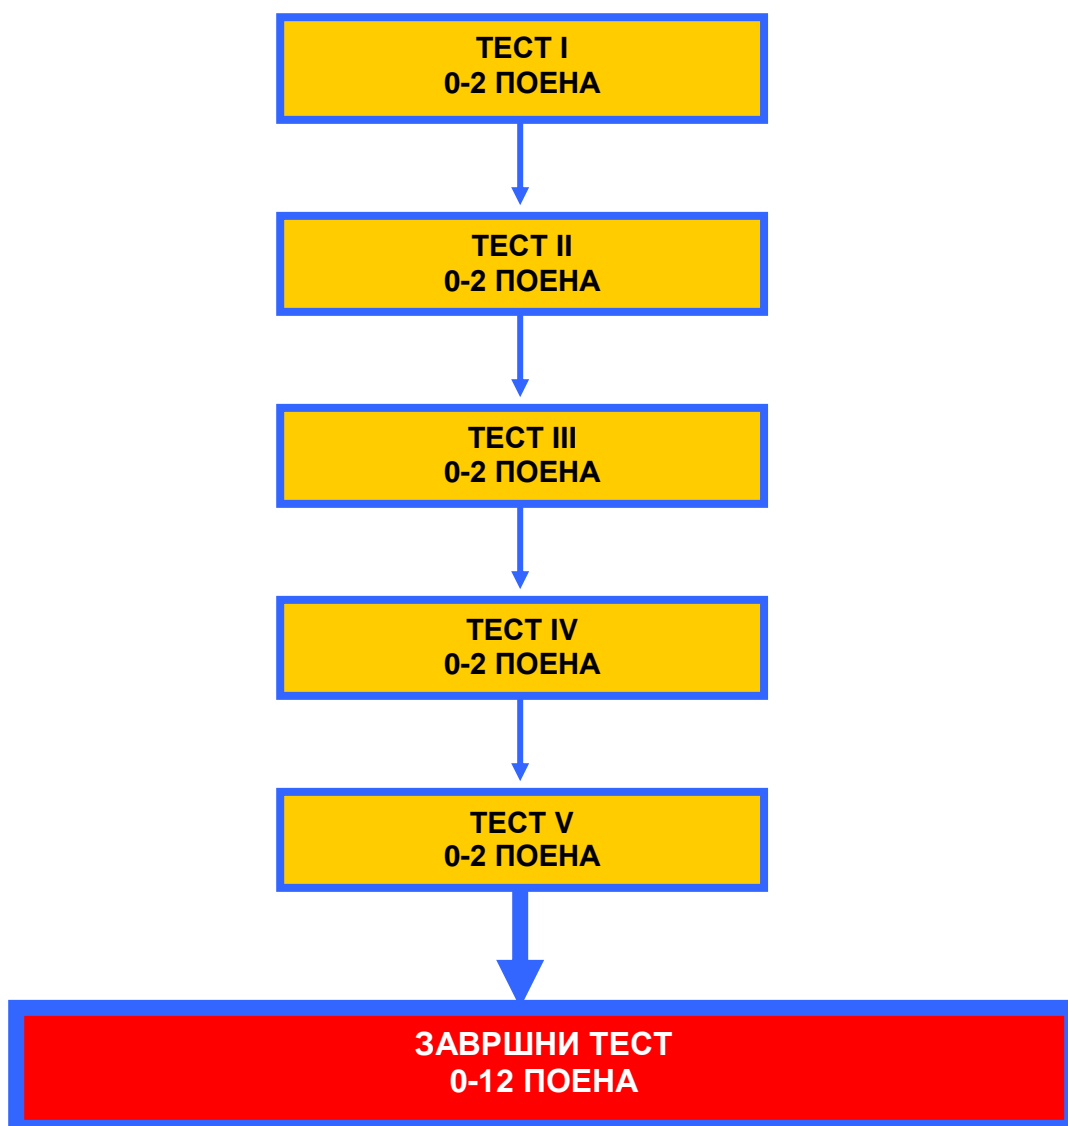 ТЕСТ I
0-2 ПОЕНА
ТЕСТ II
0-2 ПОЕНА
ТЕСТ III
0-2 ПОЕНА
ТЕСТ IV
0-2 ПОЕНА
ТЕСТ V
0-2 ПОЕНА
ЗАВРШНИ ТЕСТ
0-12 ПОЕНА